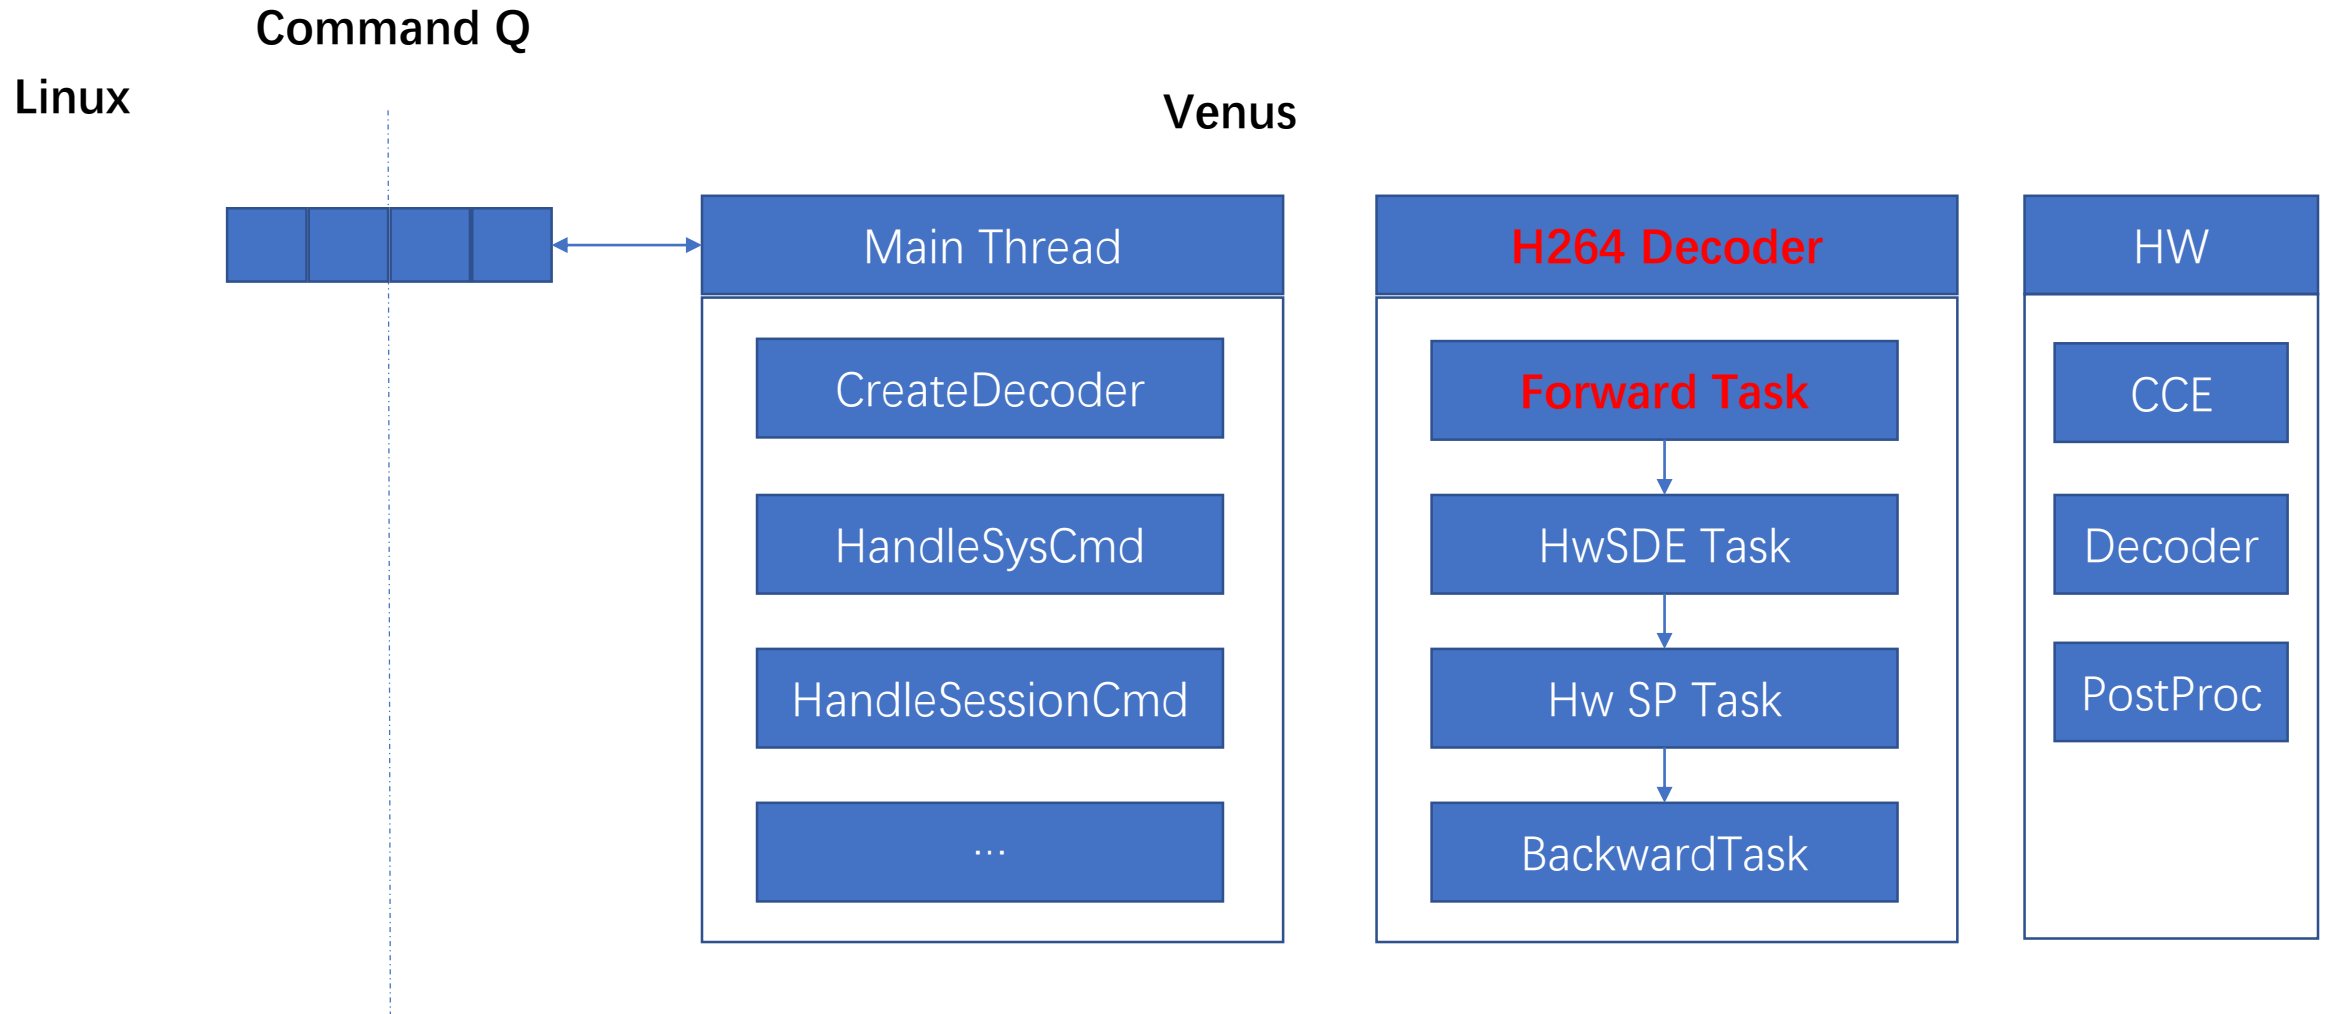 Command Q
Linux
Venus
Main Thread
H264 Decoder
HW
CreateDecoder
Forward Task
CCE
HandleSysCmd
HwSDE Task
Decoder
HandleSessionCmd
Hw SP Task
PostProc
...
BackwardTask